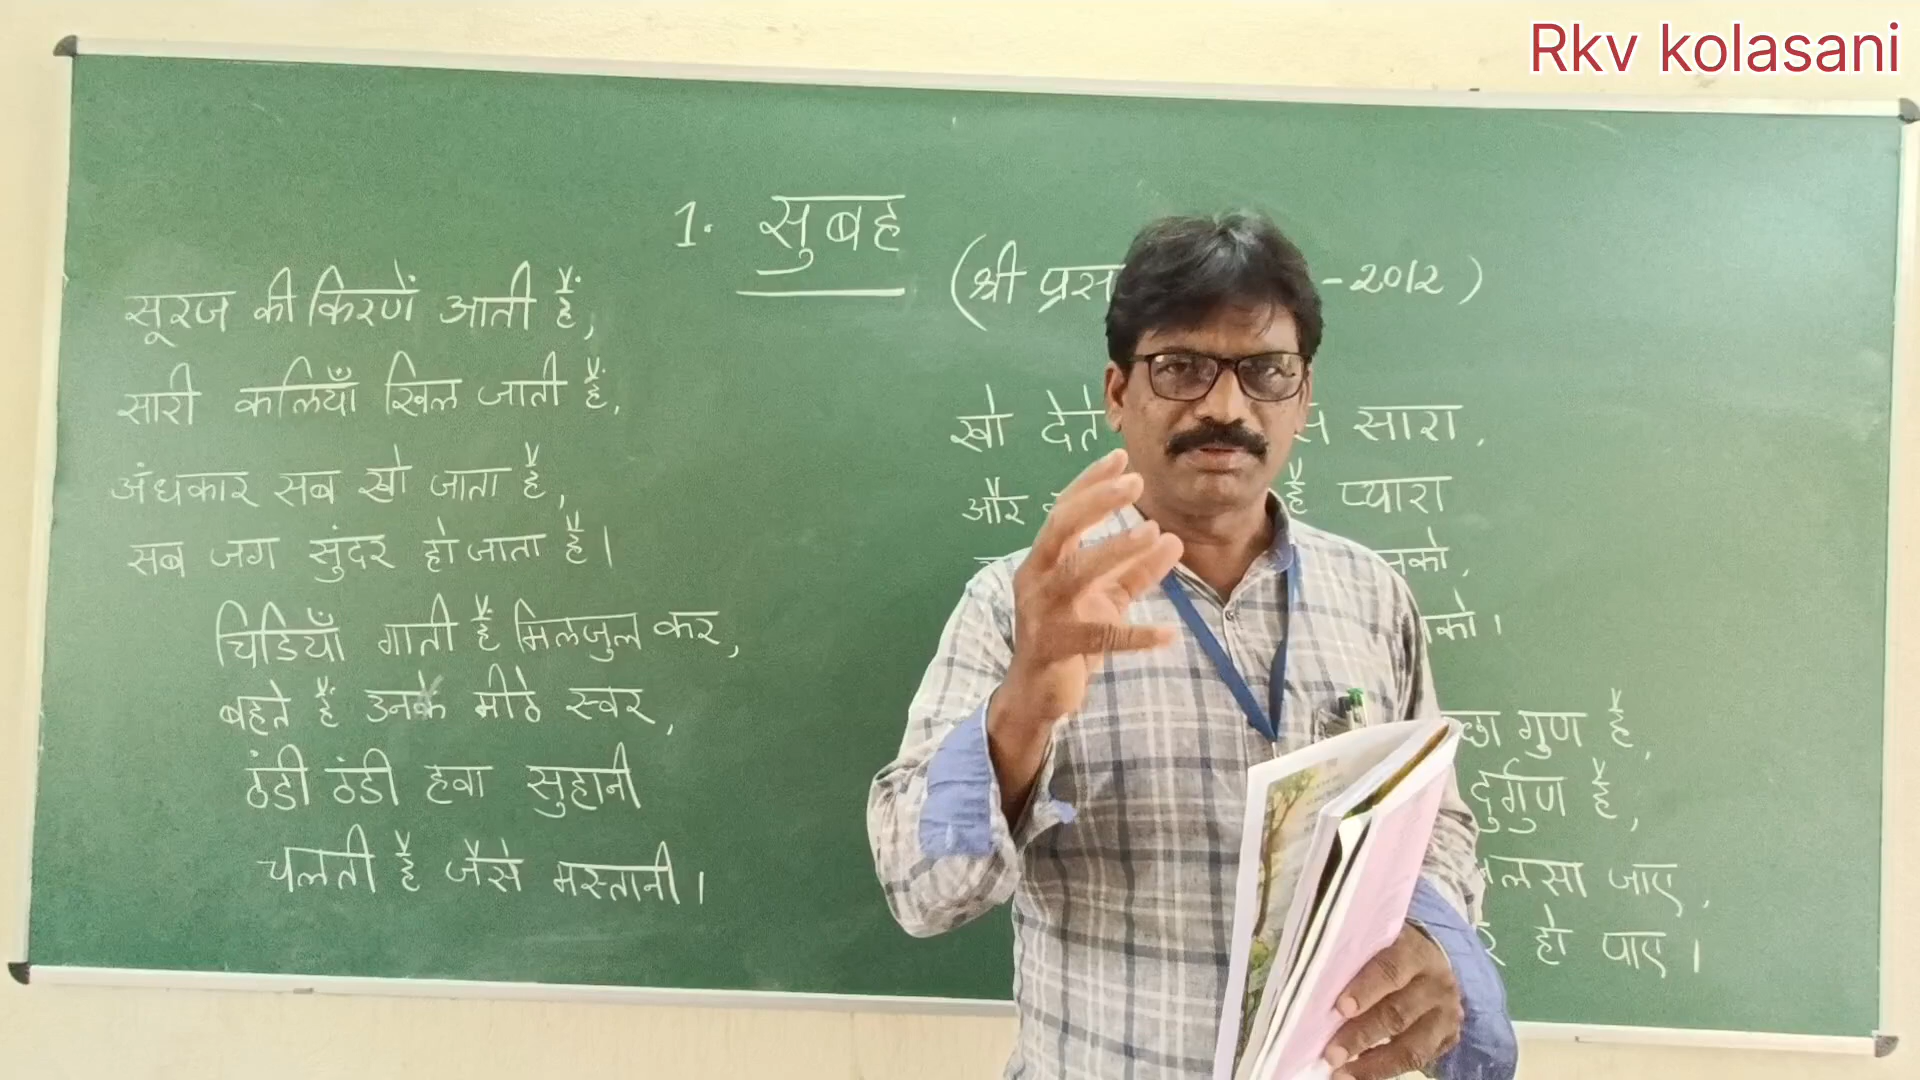 Rkv kolasani
1. सुबह
(श्री प्रस -2012)
सूरज की किरणें आती हैं,
सारी कलियाँ खिल जाती हैं,
अंधकार सब खो जाता है,
सब जग सुंदर हो जाता है।
चिडियाँ गाती हैं मिलजुल कर,
बहते हैं उनके मीठे स्वर,
ठंडी ठंडी हवा सुहानी
चलती है जैसे मस्तानी।
खो देते सारा,
और है प्यारा
को,
को।
गुण है,
दुर्गुण है,
जाए,
हो पाए।